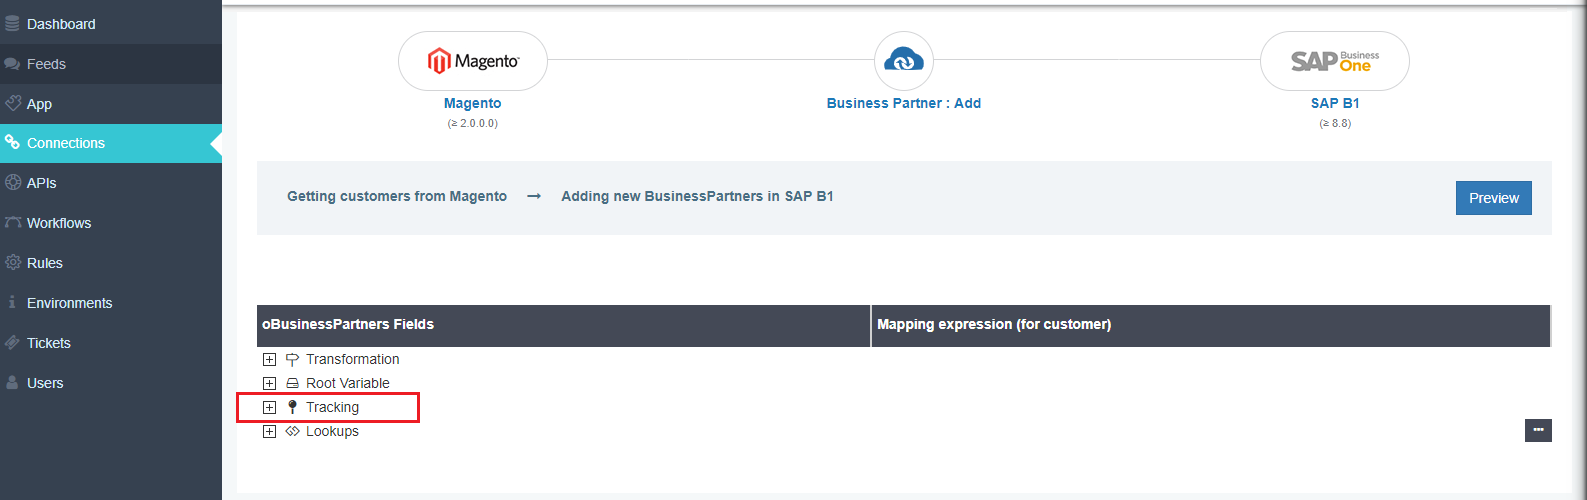 Dashboard
Feeds
App
Connections
APIs
Workflows
Rules
Environments
Tickets
Users
Magento
SAP Business One
Magento
Business Partner : Add
SAP B1
(≥ 2.0.0.0)
(≥ 8.8)
Getting customers from Magento → Adding new BusinessPartners in SAP B1
Preview
oBusinessPartners Fields
Mapping expression (for customer)
Transformation
Root Variable
Tracking
Lookups